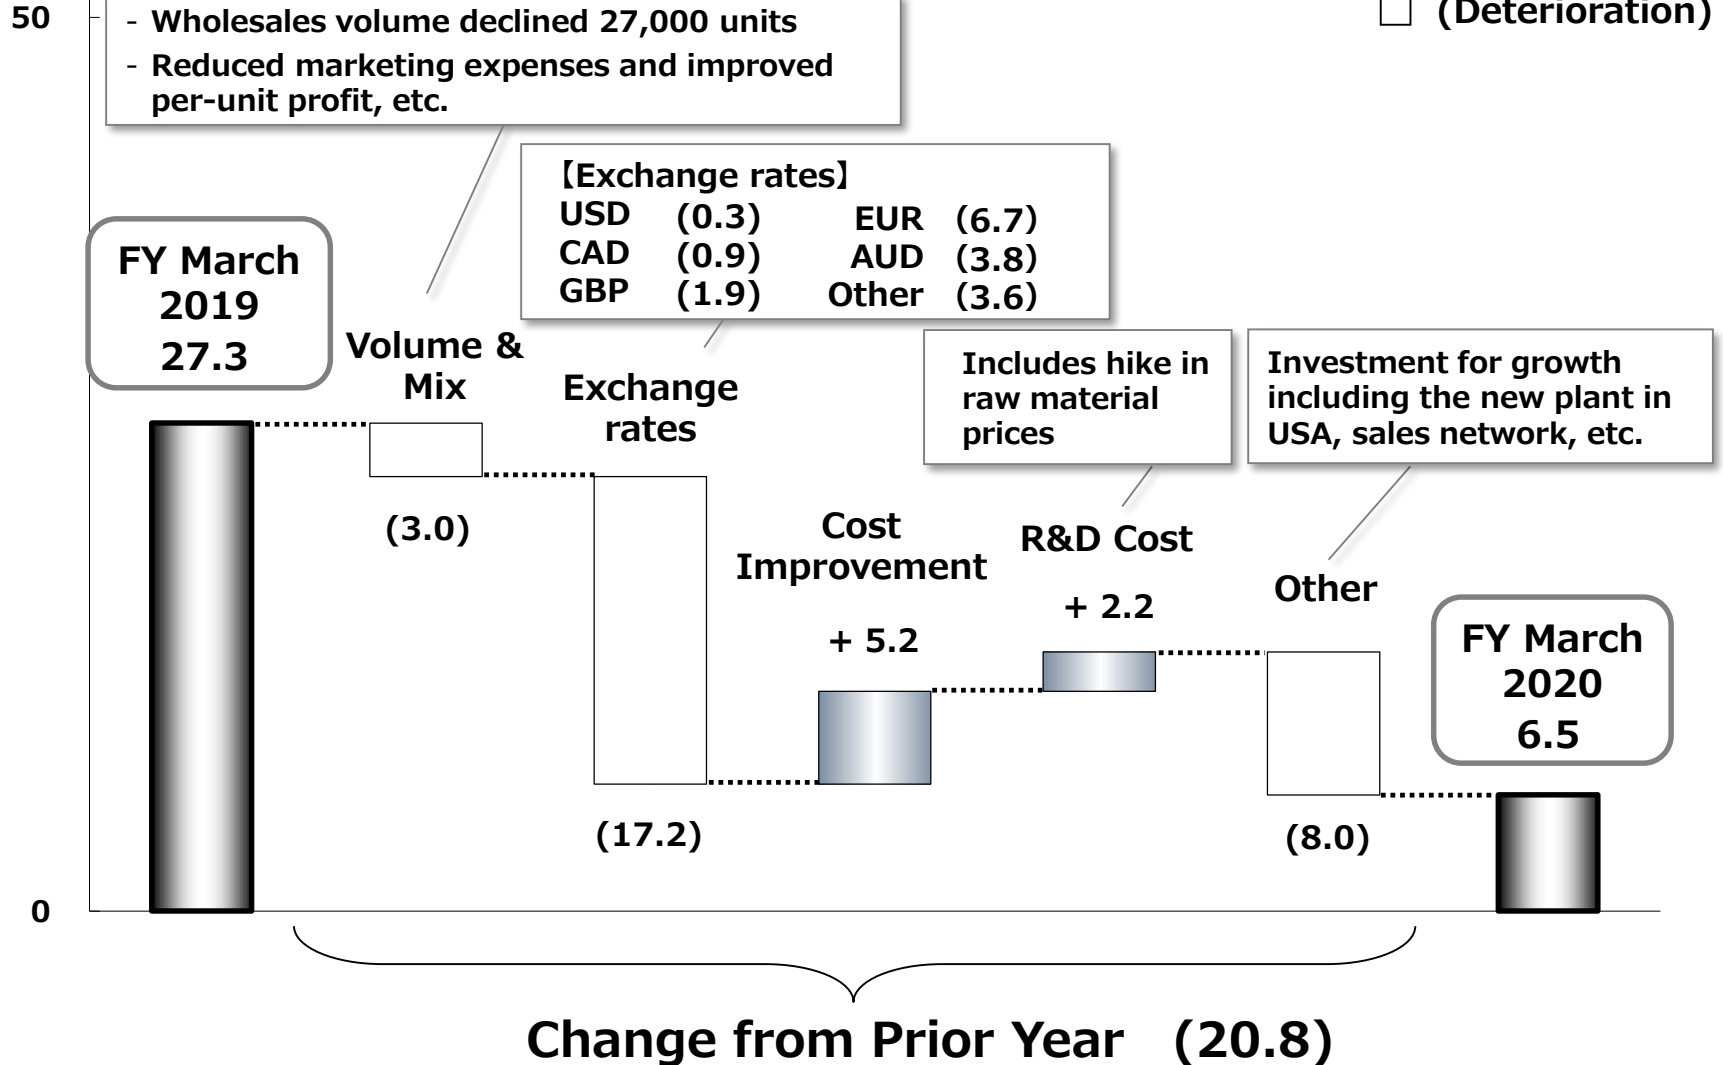 50
- Wholesales volume declined 27,000 units
- Reduced marketing expenses and improved
per-unit profit, etc.
(Deterioration)
【Exchange rates】
USD (0.3) EUR (6.7)
CAD (0.9) AUD (3.8)
GBP (1.9) Other (3.6)
FY March
2019
27.3
Volume &
Mix
Exchange
rates
Includes hike in
raw material
prices
Investment for growth
including the new plant in
USA, sales network, etc.
(3.0)
Cost
Improvement
+ 5.2
R&D Cost
+ 2.2
Other
FY March
2020
6.5
(17.2)
(8.0)
0
Change from Prior Year (20.8)